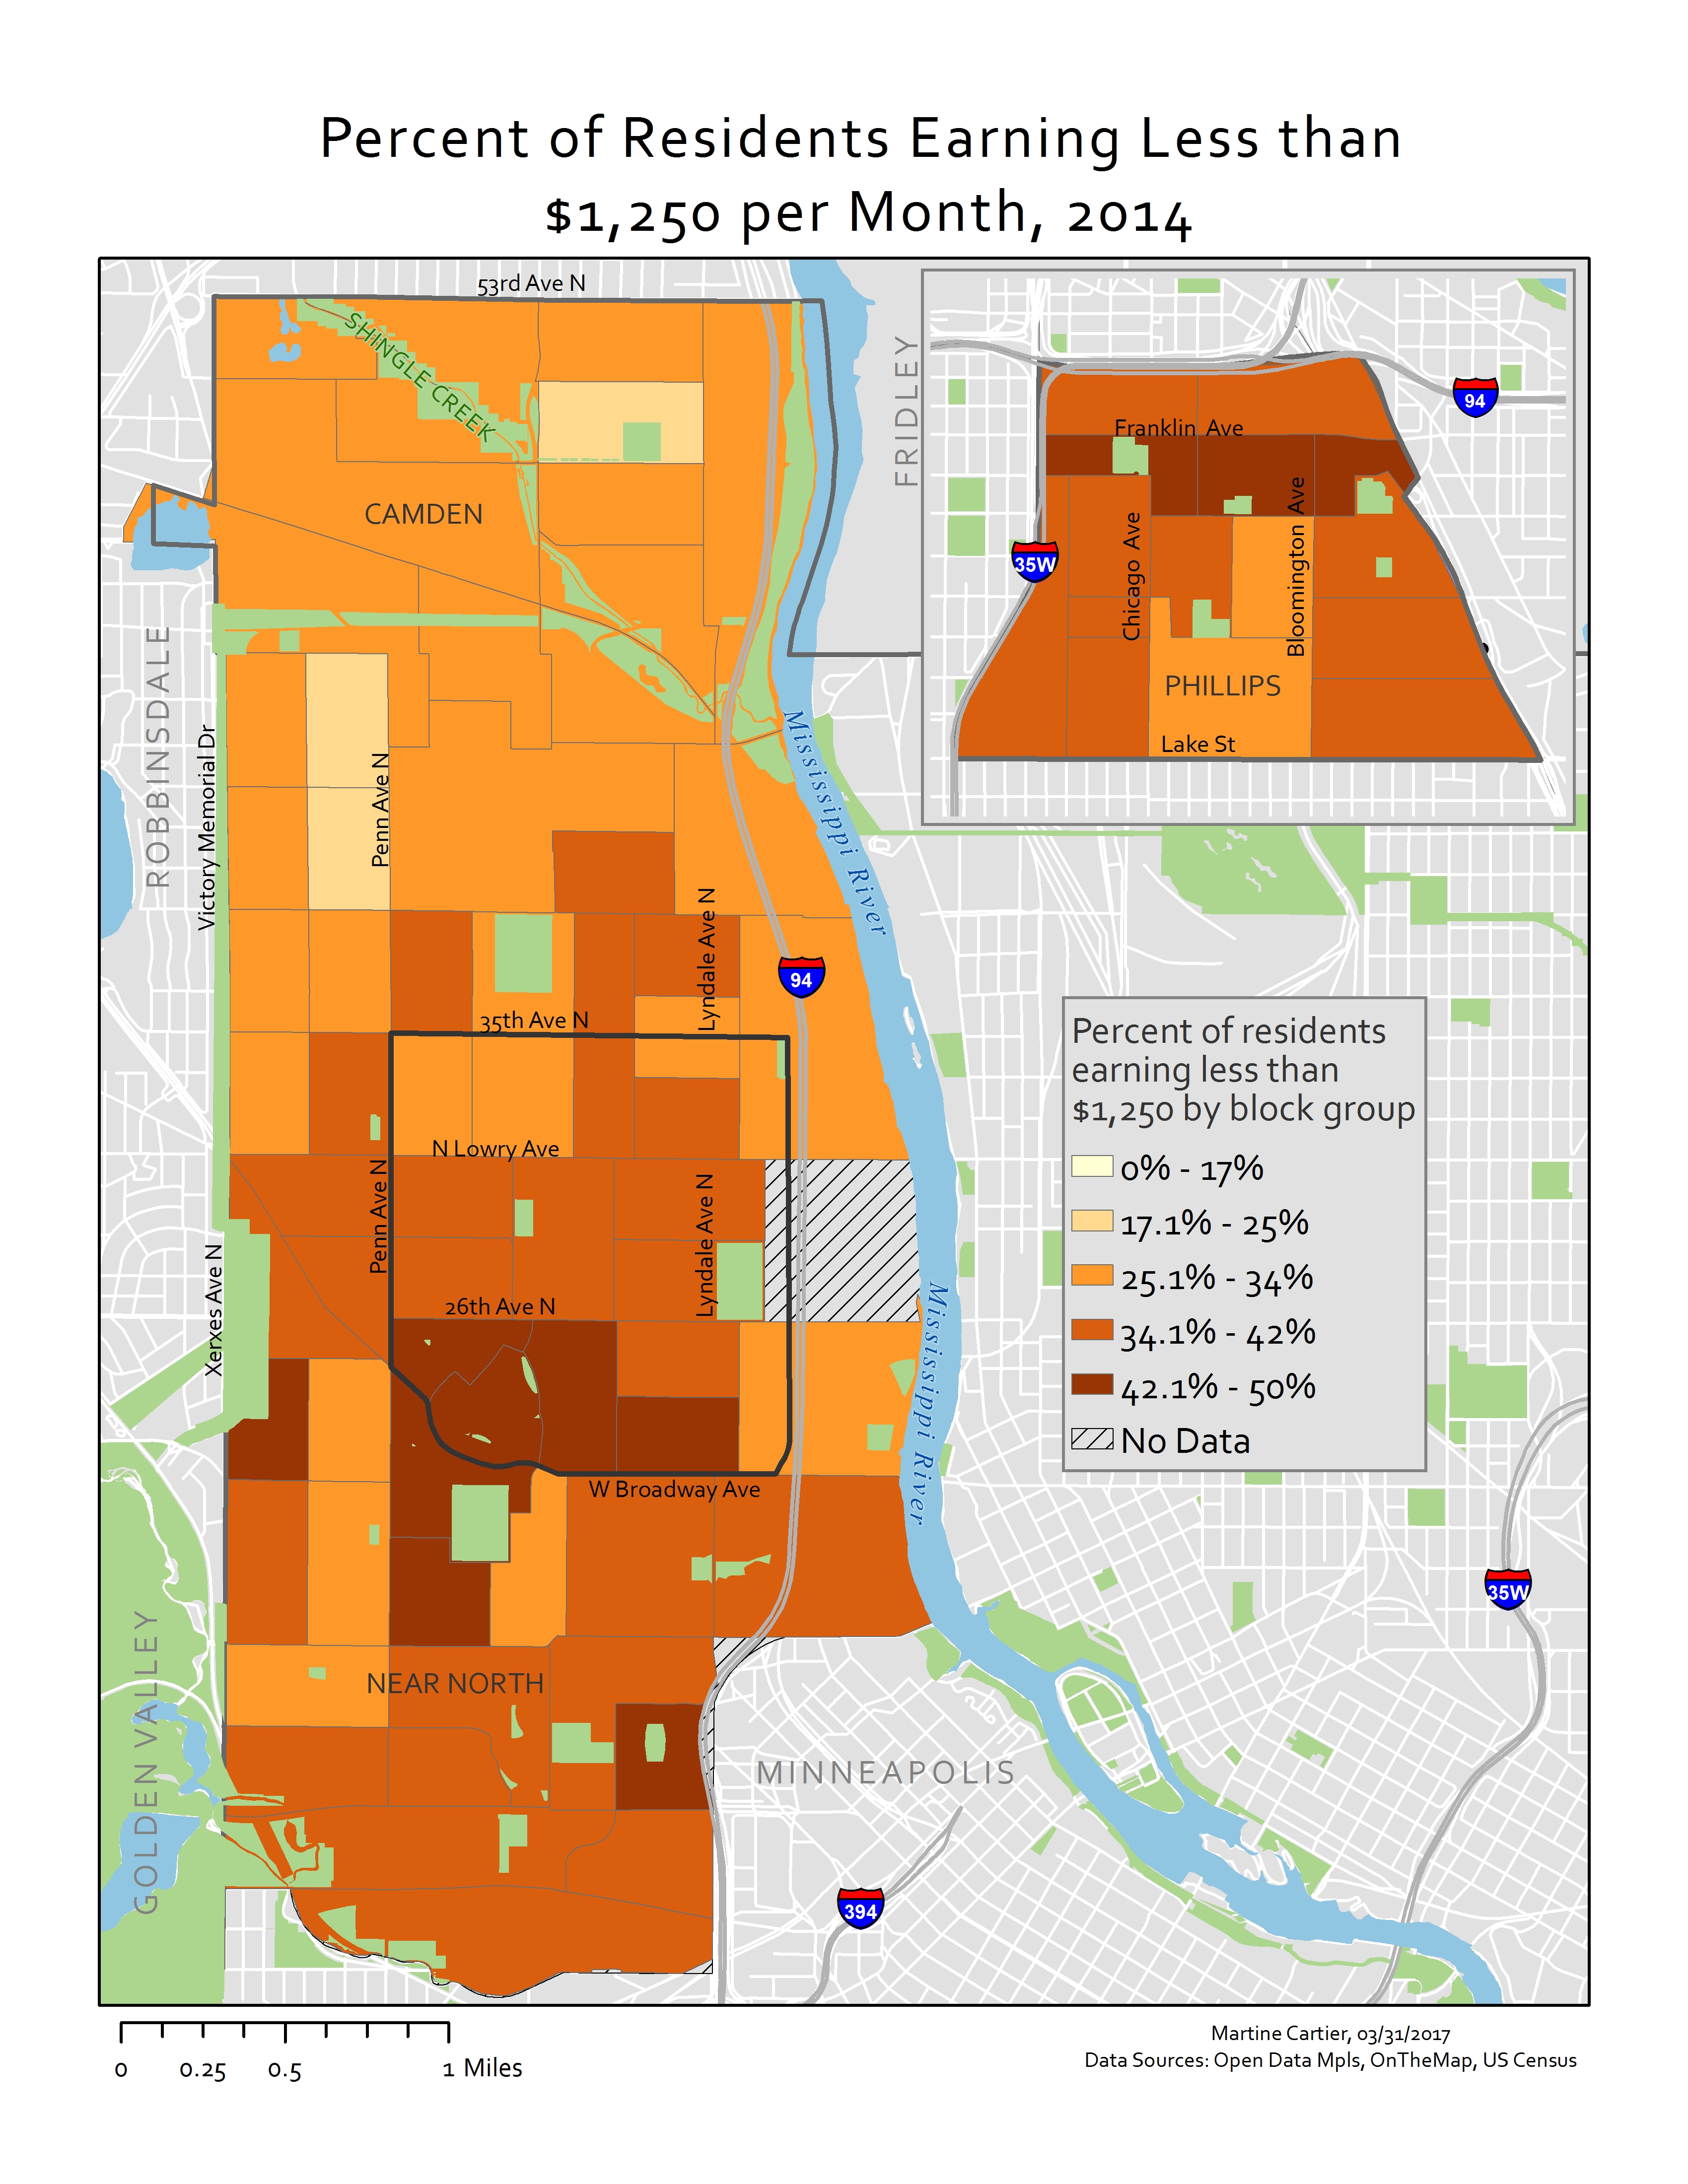 Percent of Residents Earning Less than
$1,250 per Month, 2014
53rd Ave N
SHINGLE CREEK
FRIDLEY
94
Franklin Ave
CAMDEN
35W
Chicago Ave
Bloomington Ave
PHILLIPS
Lake St
ROBBINSDALE
Victory Memorial Dr
Penn Ave N
Mississippi River
Lyndale Ave N
94
35th Ave N
Percent of residents
earning less than
$1,250 by block group
0% - 17%
17.1% - 25%
25.1% - 34%
34.1% - 42%
42.1% - 50%
No Data
N Lowry Ave
Penn Ave N
Lyndale Ave N
Xerxes Ave N
26th Ave N
Mississippi River
W Broadway Ave
35W
GOLDEN VALLEY
NEAR NORTH
MINNEAPOLIS
394
0 0.25 0.5 1 Miles
Martine Cartier, 03/31/2017
Data Sources: Open Data Mpls, OnTheMap, US Census